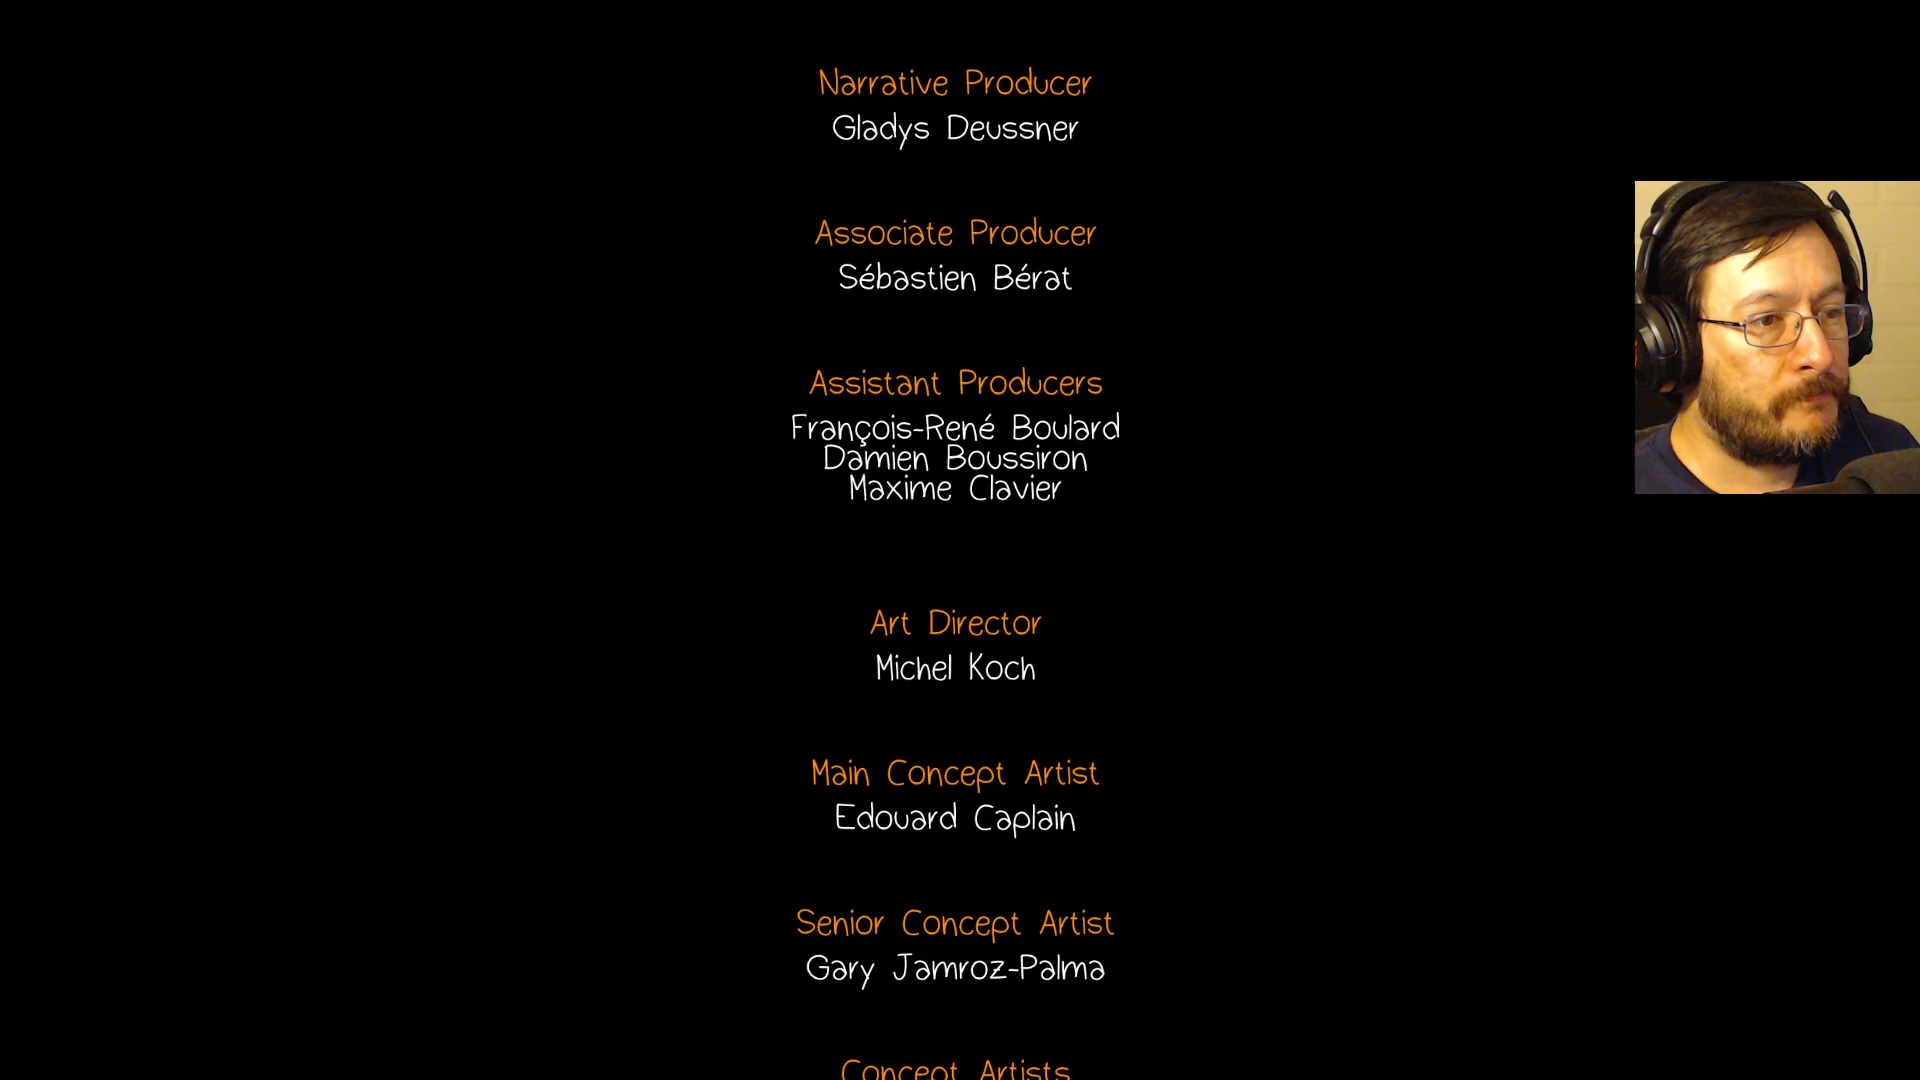 Narrative Producer
Gladys Deussner
Associate Producer
Sébastien Bérat
Assistant Producers
François-René Boulard
Damien Boussiron
Maxime Clavier
Art Director
Michel Koch
Main Concept Artist
Edouard Caplain
Senior Concept Artist
Gary Jamroz-Palma
Concept Artists